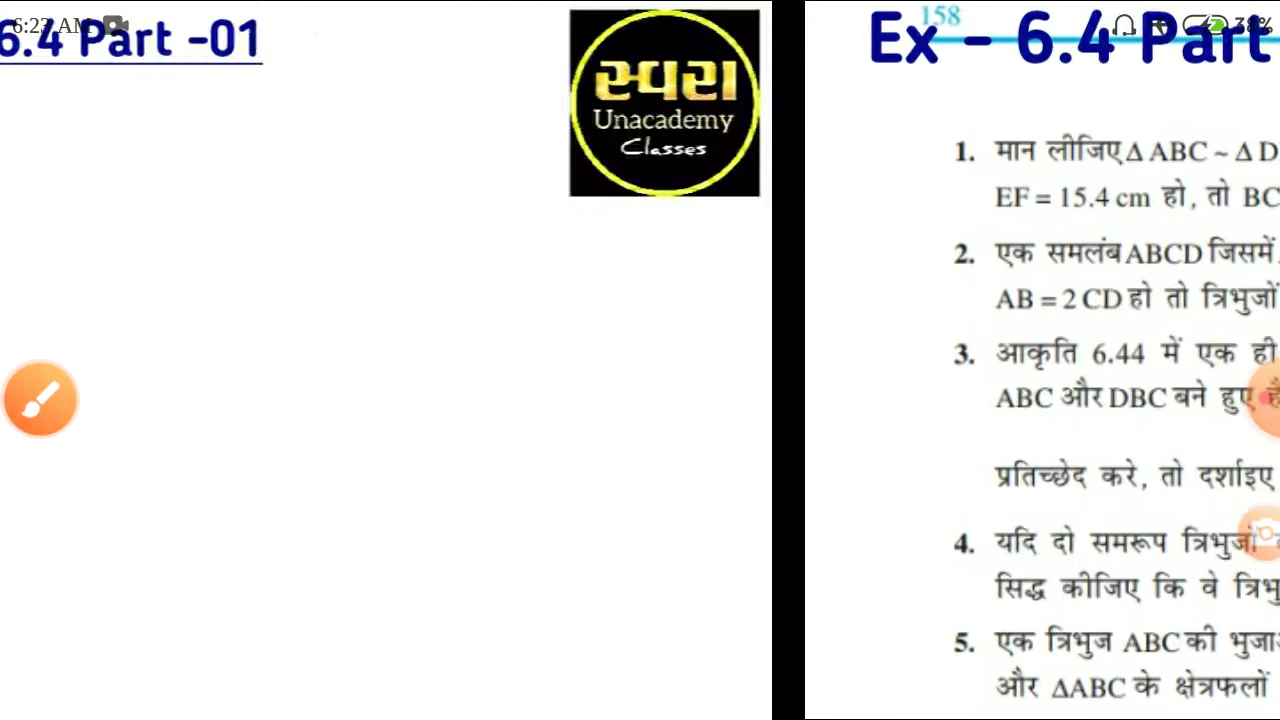 6:23 AM
6.4 Part -01
સ્વરા
Unacademy
Classes
158
38%
Ex – 6.4 Part
1. मान लीजिए Δ ABC ~ Δ D
EF = 15.4 cm हो, तो BC
2. एक समलंब ABCD जिसमें
AB = 2 CD हो तो त्रिभुजों
3. आकृति 6.44 में एक ही
ABC और DBC बने हुए हैं
प्रतिच्छेद करे, तो दर्शाइए
4. यदि दो समरूप त्रिभुजों
सिद्ध कीजिए कि वे
5. एक त्रिभुज ABC की
और ΔABC के क्षेत्रफलों